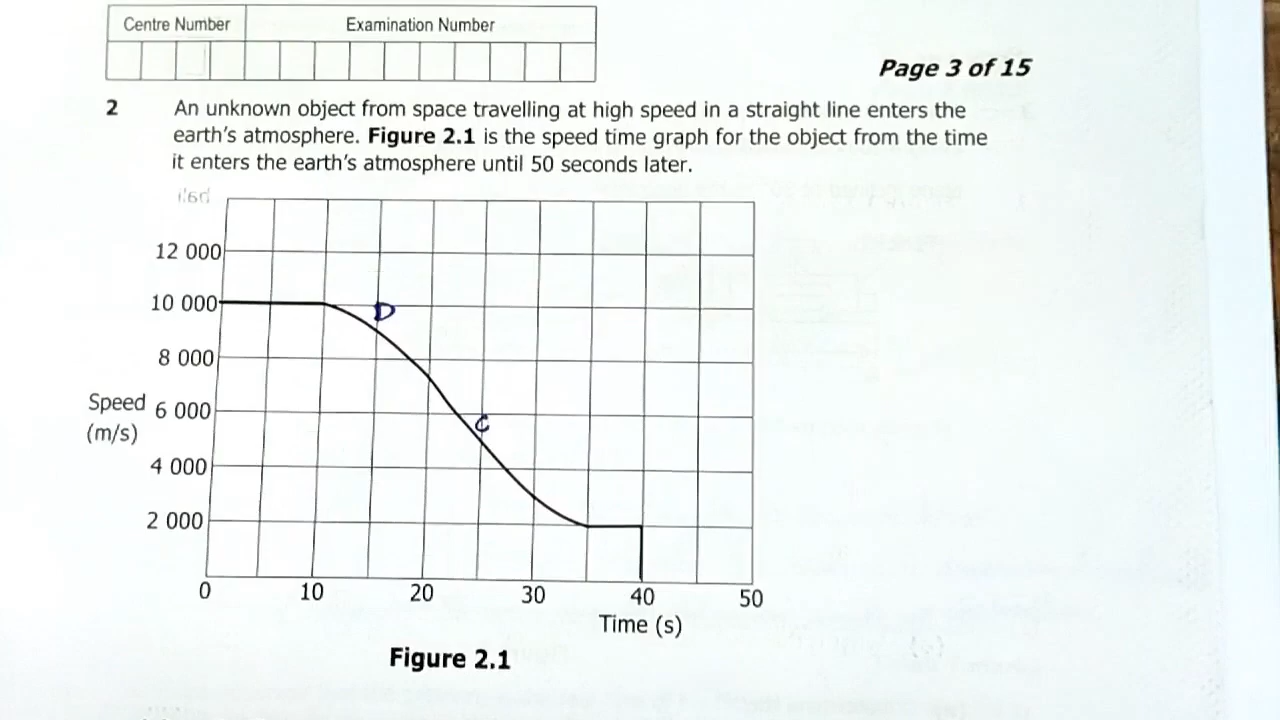 Centre Number Examination Number
Page 3 of 15
2 An unknown object from space travelling at high speed in a straight line enters the
earth's atmosphere. Figure 2.1 is the speed time graph for the object from the time
it enters the earth's atmosphere until 50 seconds later.
12 000
10 000
D
8 000
Speed
(m/s)
6 000
C
4 000
2 000
0 10 20 30 40 50
Time (s)
Figure 2.1